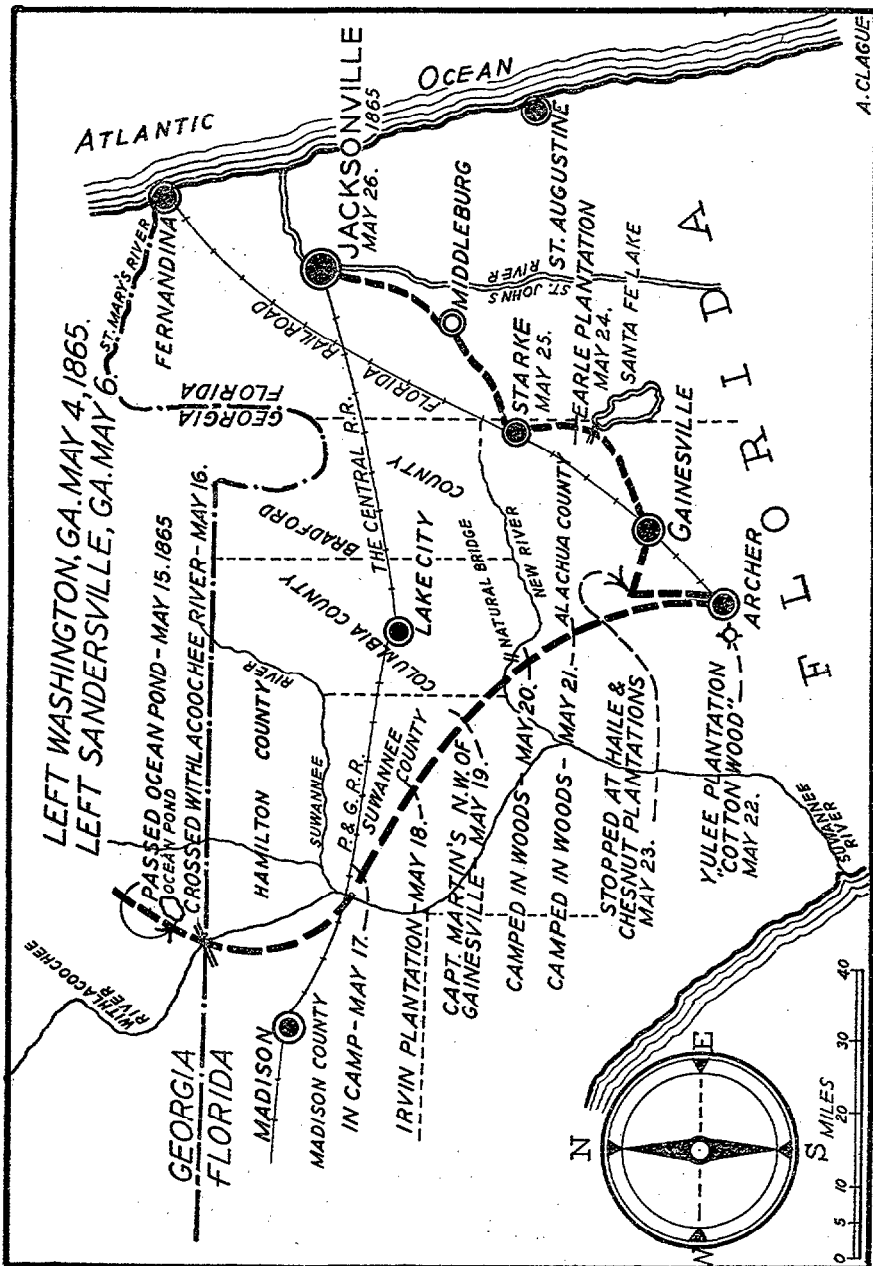 LEFT WASHINGTON, GA. MAY 4, 1865.
LEFT SANDERSVILLE, GA. MAY 6.
PASSED OCEAN POND - MAY 15. 1865
OCEAN POND
CROSSED WITHLACOOCHEE RIVER - MAY 16.
WITHLACOOCHEE
RIVER
GEORGIA
FLORIDA
GEORGIA
FLORIDA
ST. MARY'S RIVER
FERNANDINA
ATLANTIC
OCEAN
HAMILTON COUNTY
SUWANNEE
RIVER
MADISON
MADISON COUNTY
P. & G. R.R.
THE CENTRAL R.R.
FLORIDA
RAILROAD
JACKSONVILLE
MAY 26. 1865
LAKE CITY
COLUMBIA COUNTY
BRADFORD
COUNTY
SUWANNEE
COUNTY
IN CAMP - MAY 17.
IRVIN PLANTATION - MAY 18.
CAPT. MARTIN'S N.W. OF
GAINESVILLE - MAY 19.
CAMPED IN WOODS - MAY 20.
CAMPED IN WOODS - MAY 21.
NATURAL BRIDGE
NEW RIVER
ALACHUA COUNTY
MIDDLEBURG
ST. JOHNS
RIVER
ST. AUGUSTINE
STARKE
MAY 25.
EARLE PLANTATION
MAY 24.
SANTA FE LAKE
STOPPED AT HAILE &
CHESNUT PLANTATIONS
MAY 23.
GAINESVILLE
ARCHER
YULEE PLANTATION
"COTTON WOOD"
MAY 22.
SUWANNEE
RIVER
FLORIDA
N
E
S
W
0 5 10 20 30 40
MILES
A. CLAGUE